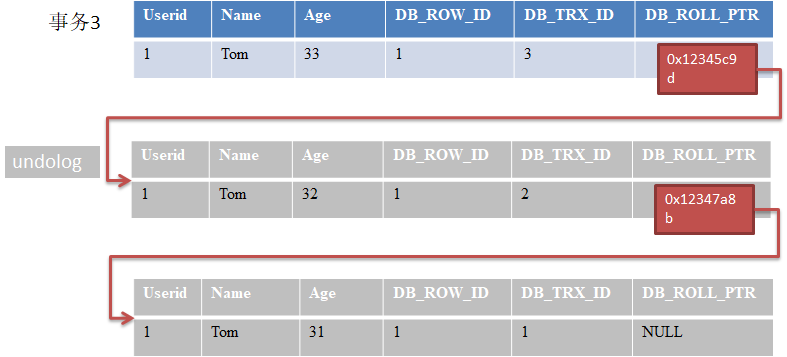 事务3
Userid Name Age DB_ROW_ID DB_TRX_ID DB_ROLL_PTR
1 Tom 33 1 3 0x12345c9
d
undolog
Userid Name Age DB_ROW_ID DB_TRX_ID DB_ROLL_PTR
1 Tom 32 1 2 0x12347a8
b
Userid Name Age DB_ROW_ID DB_TRX_ID DB_ROLL_PTR
1 Tom 31 1 1 NULL